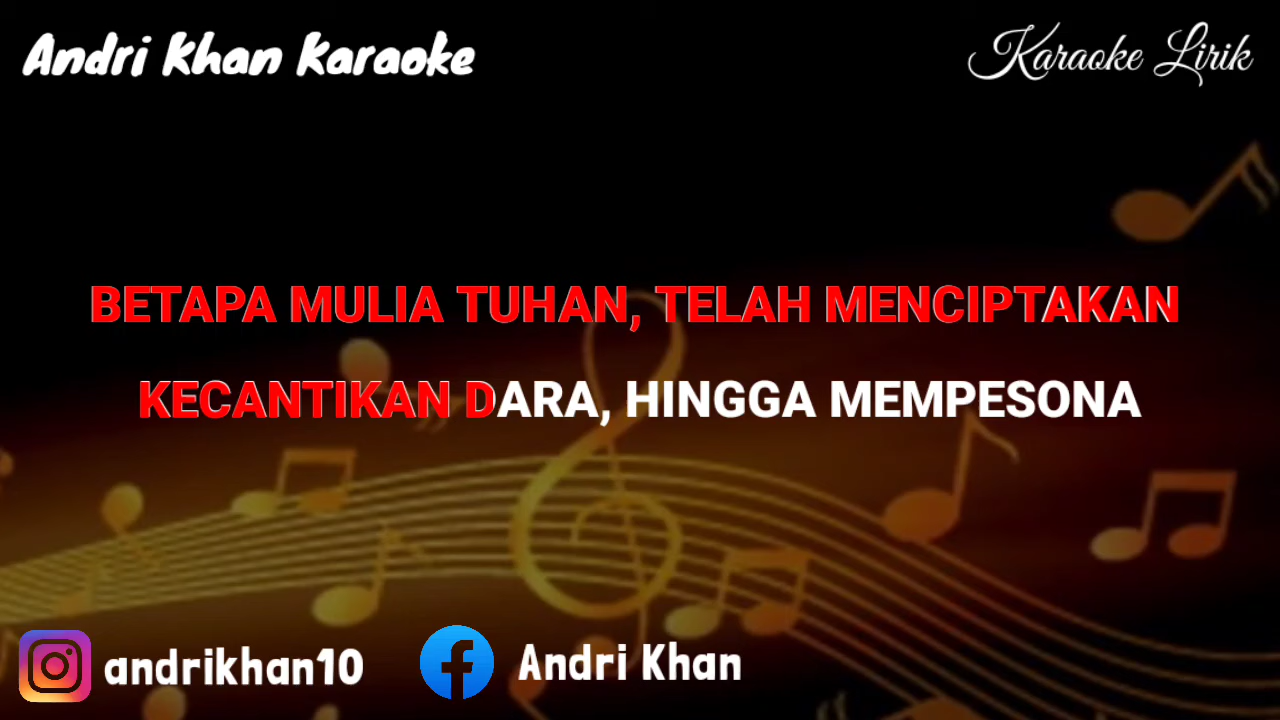 Andri Khan Karaoke
Karaoke Lirik
BETAPA MULIA TUHAN, TELAH MENCIPTAKAN
KECANTIKAN DARA, HINGGA MEMPESONA
andrikhan10
Andri Khan